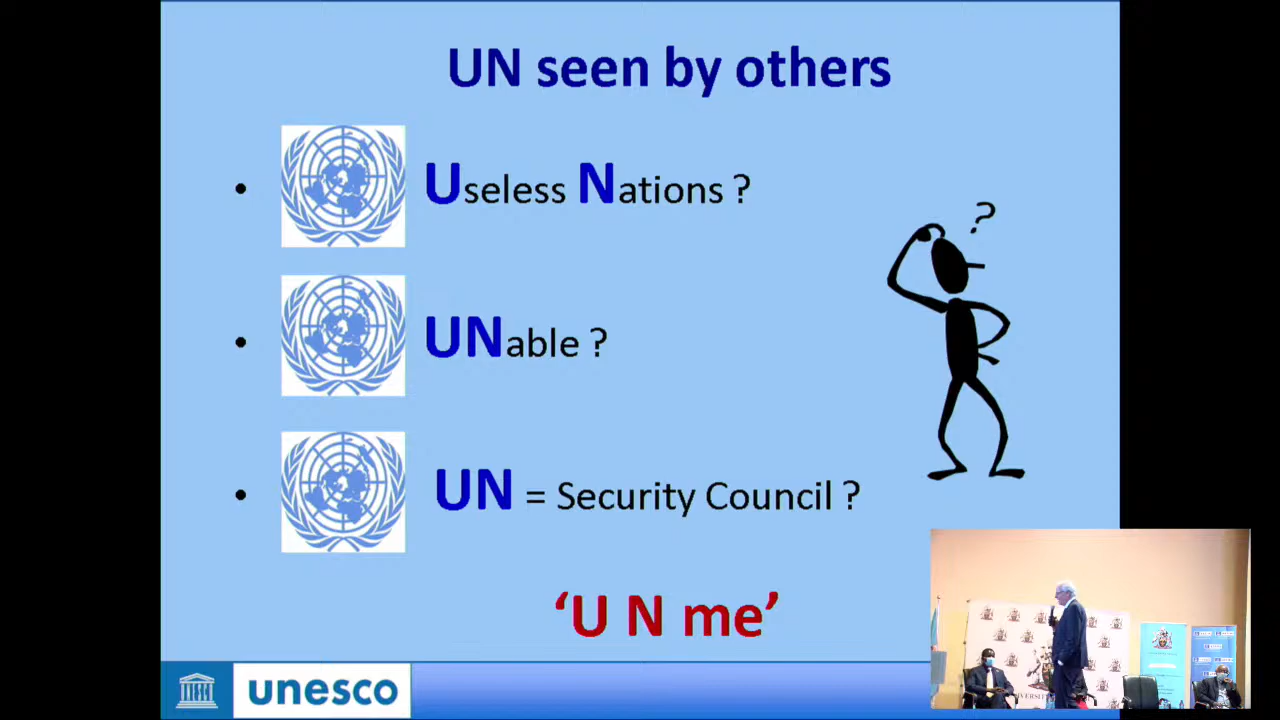 UN seen by others
• Useless Nations ?
• UNable ?
• UN = Security Council ?
?
‘U N me’
unesco